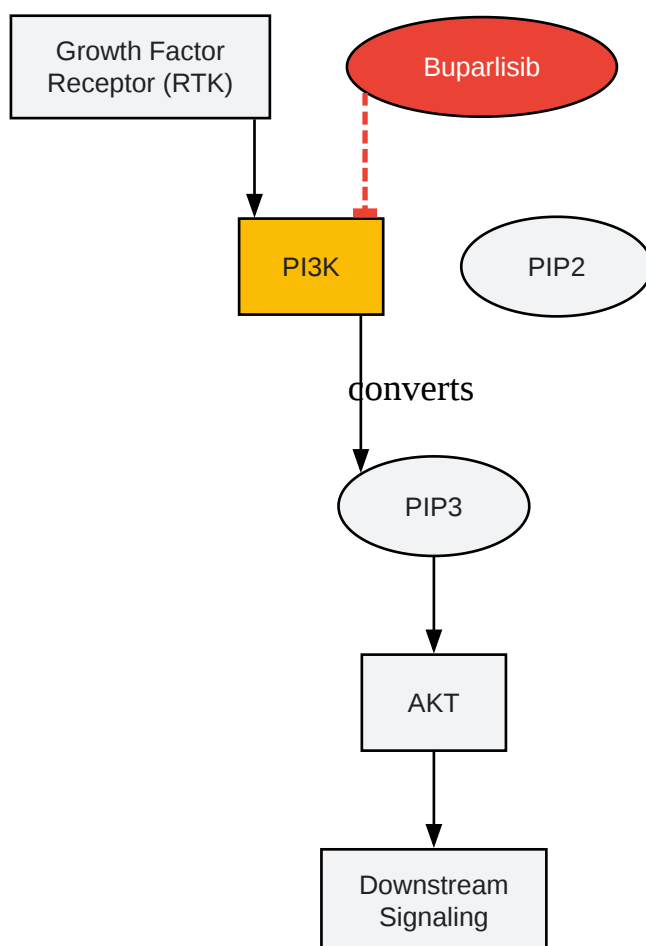 Growth Factor
Receptor (RTK)
Buparlisib
PI3K
PIP2
converts
PIP3
AKT
Downstream
Signaling